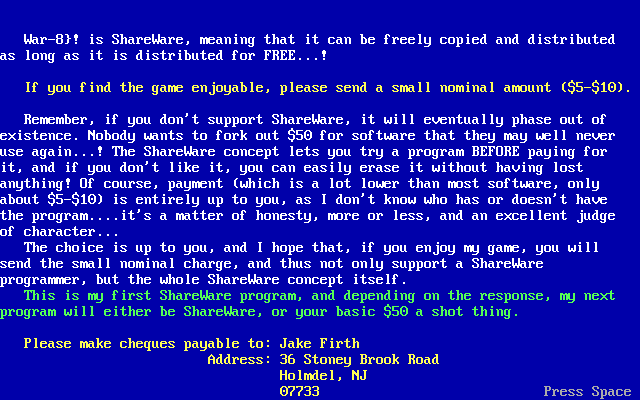 War-8}! is ShareWare, meaning that it can be freely copied and distributed
as long as it is distributed for FREE...!
If you find the game enjoyable, please send a small nominal amount ($5-$10).
Remember, if you don't support ShareWare, it will eventually phase out of
existence. Nobody wants to fork out $50 for software that they may well never
use again...! The ShareWare concept lets you try a program BEFORE paying for
it, and if you don't like it, you can easily erase it without having lost
anything! Of course, payment (which is a lot lower than most software, only
about $5-$10) is entirely up to you, as I don't know who has or doesn't have
the program....it's a matter of honesty, more or less, and an excellent judge
of character...
The choice is up to you, and I hope that, if you enjoy my game, you will
send the small nominal charge, and thus not only support a ShareWare
programmer, but the whole ShareWare concept itself.
This is my first ShareWare program, and depending on the response, my next
program will either be ShareWare, or your basic $50 a shot thing.
Please make cheques payable to: Jake Firth
Address: 36 Stoney Brook Road
Holmdel, NJ
07733
Press Space